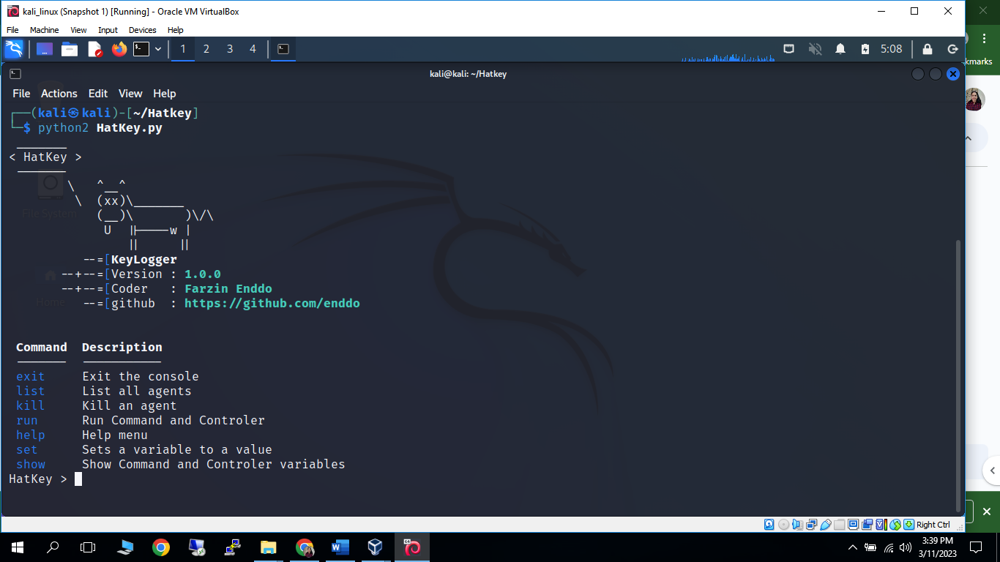 kali_linux (Snapshot 1) [Running] - Oracle VM VirtualBox
File Machine View Input Devices Help
1 2 3 4 5:08
kmarks
kali@kali: ~/Hatkey
File Actions Edit View Help
┌──(kali㉿kali)-[~/Hatkey]
└─$ python2 HatKey.py
________
< HatKey >
-------
\ ^__^
\ (xx)\_______
(__)\ )\/\
U ||----w |
|| ||
--=[KeyLogger
--+--=[Version : 1.0.0
--+--=[Coder : Farzin Enddo
--=[github : https://github.com/enddo
Command Description
------- -----------
exit Exit the console
list List all agents
kill Kill an agent
run Run Command and Controler
help Help menu
set Sets a variable to a value
show Show Command and Controler variables
HatKey >
File System
Home
Right Ctrl
3:39 PM
3/11/2023